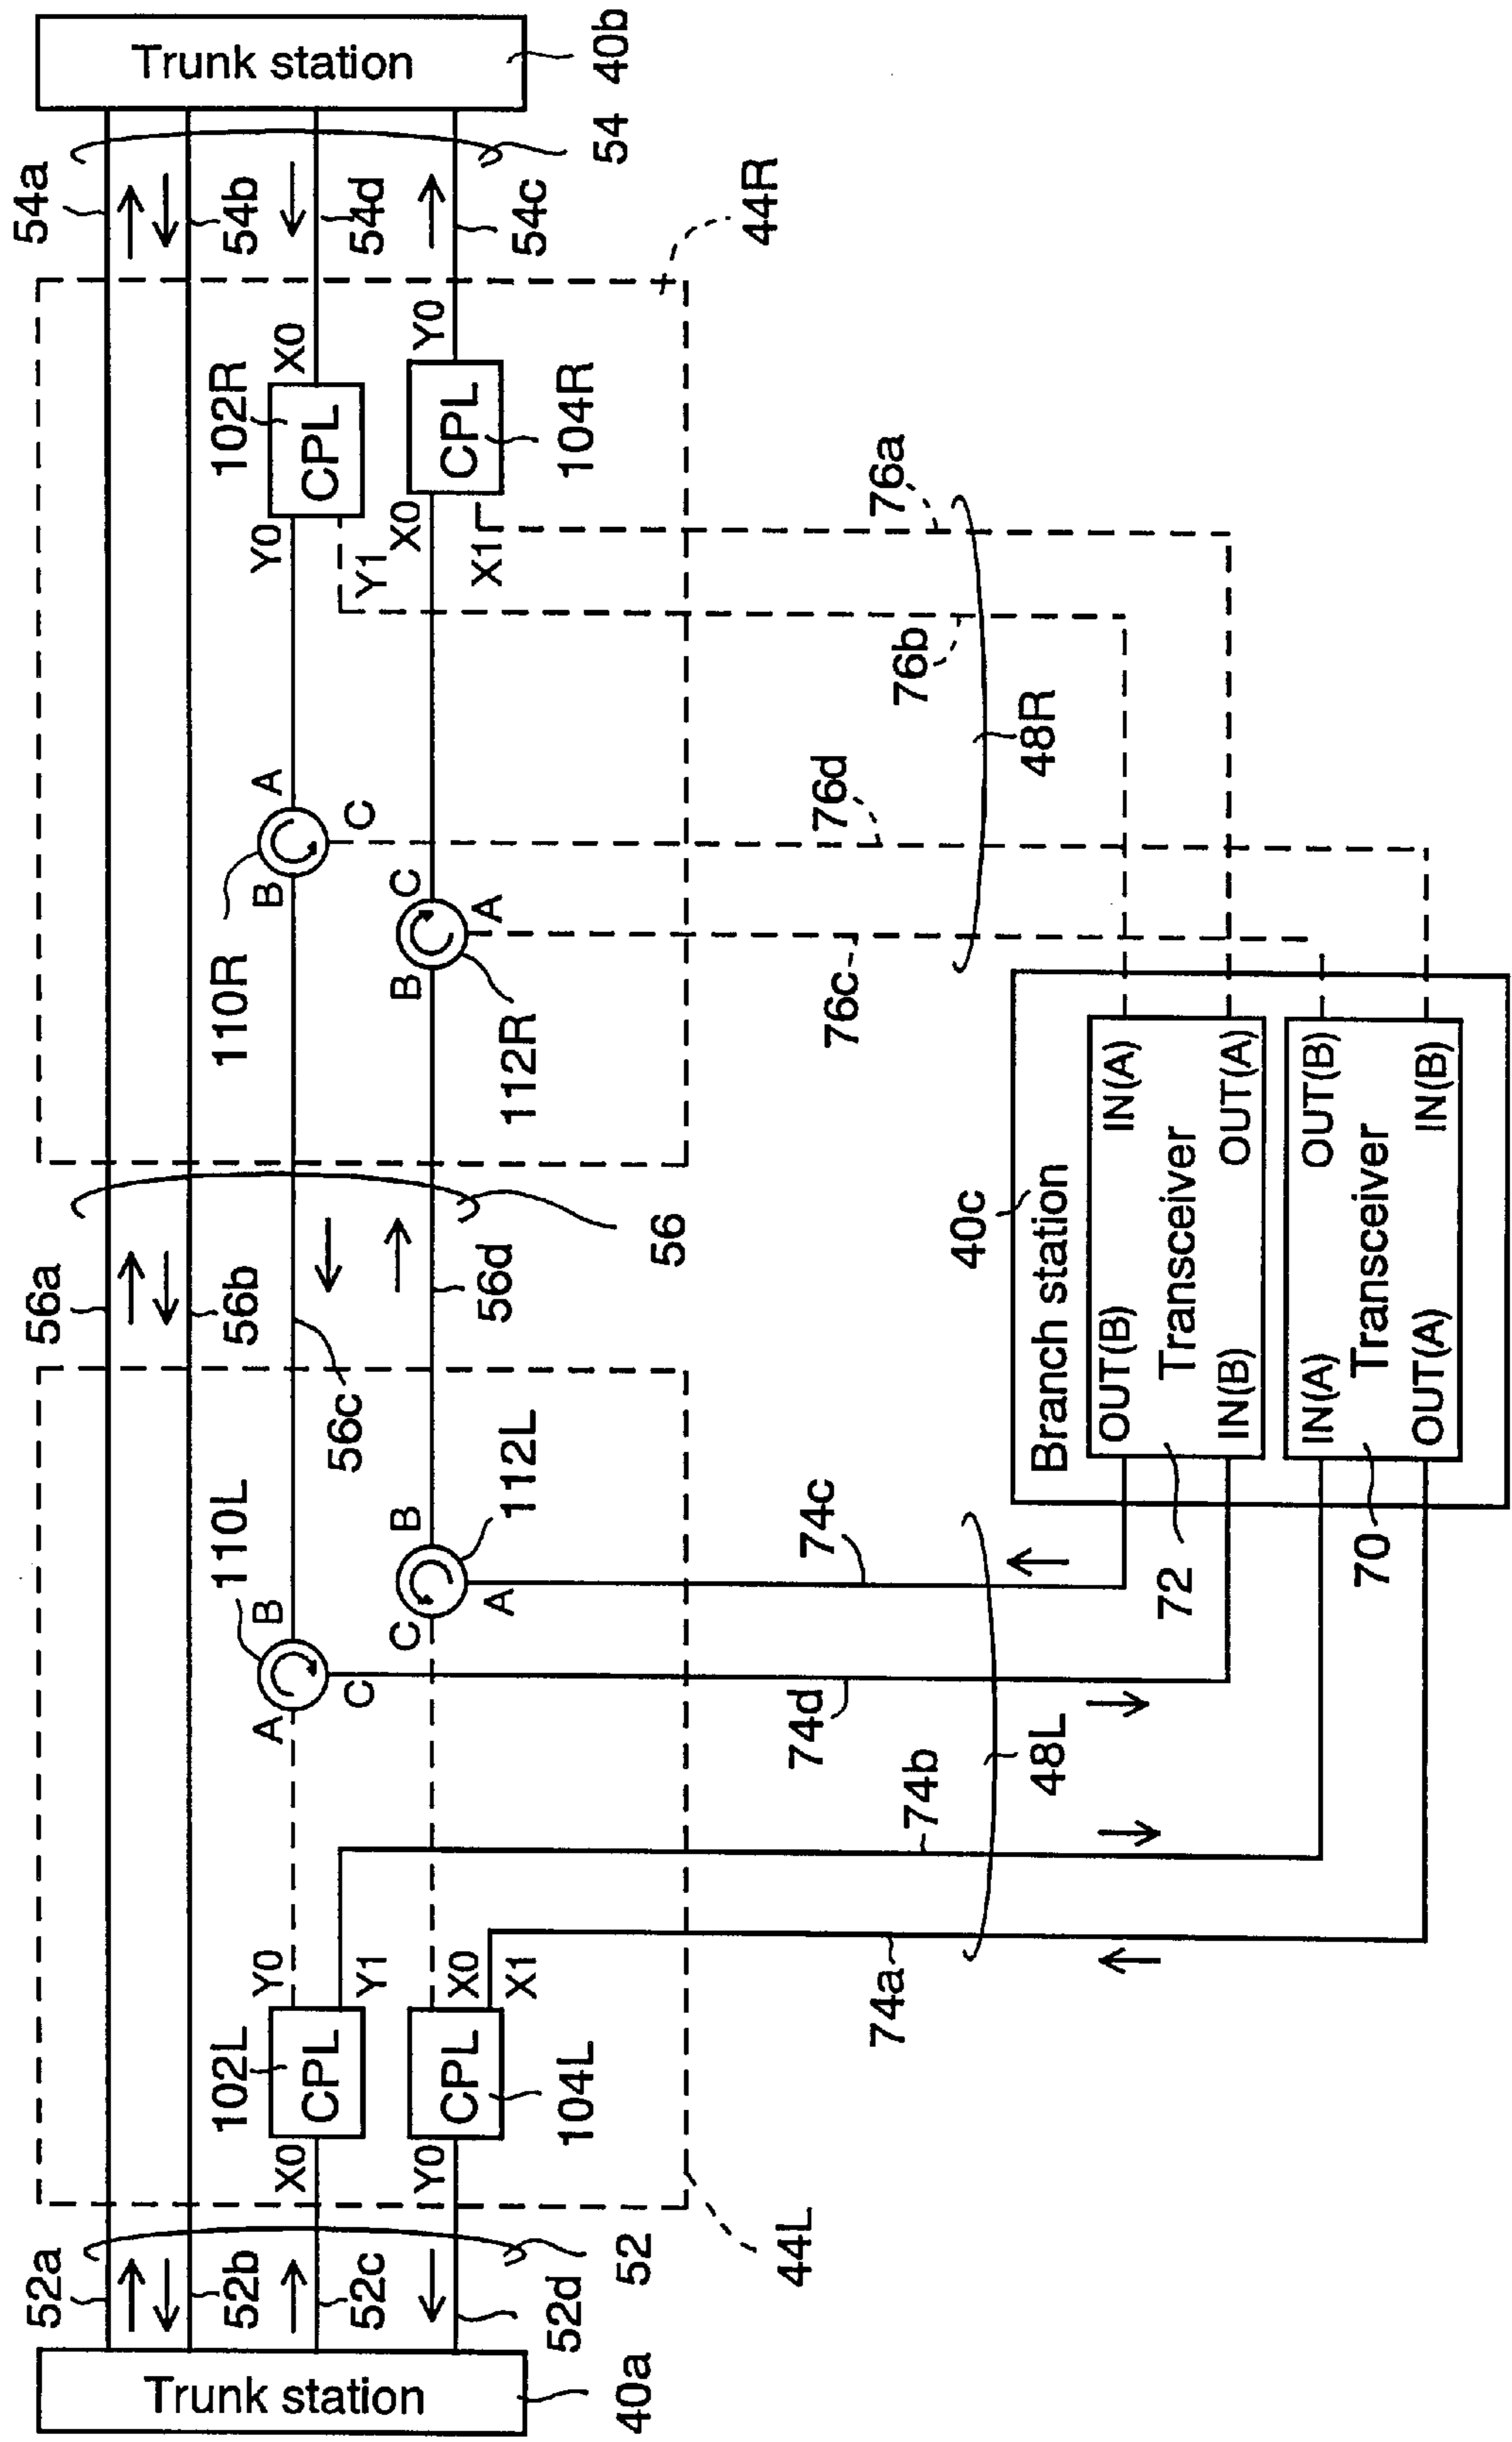 Trunk station
40a
52a
52b
52c
52d
52
44L
X0
102L
CPL
Y0
Y1
Y0
CPL
104L
X0
X1
A
110L
B
C
C
B
112L
A
74a
74b
74d
74c
48L
56a
56b
56c
56d
56
110R
B
A
C
B
C
A
112R
Y0
102R
CPL
X0
Y1
X0
X1
CPL
Y0
104R
44R
76c
76d
76b
76a
48R
54a
54b
54d
54c
54
Trunk station
40b
Branch station
40c
OUT(B)
IN(A)
Transceiver
IN(B)
OUT(A)
72
IN(A)
OUT(B)
Transceiver
OUT(A)
IN(B)
70